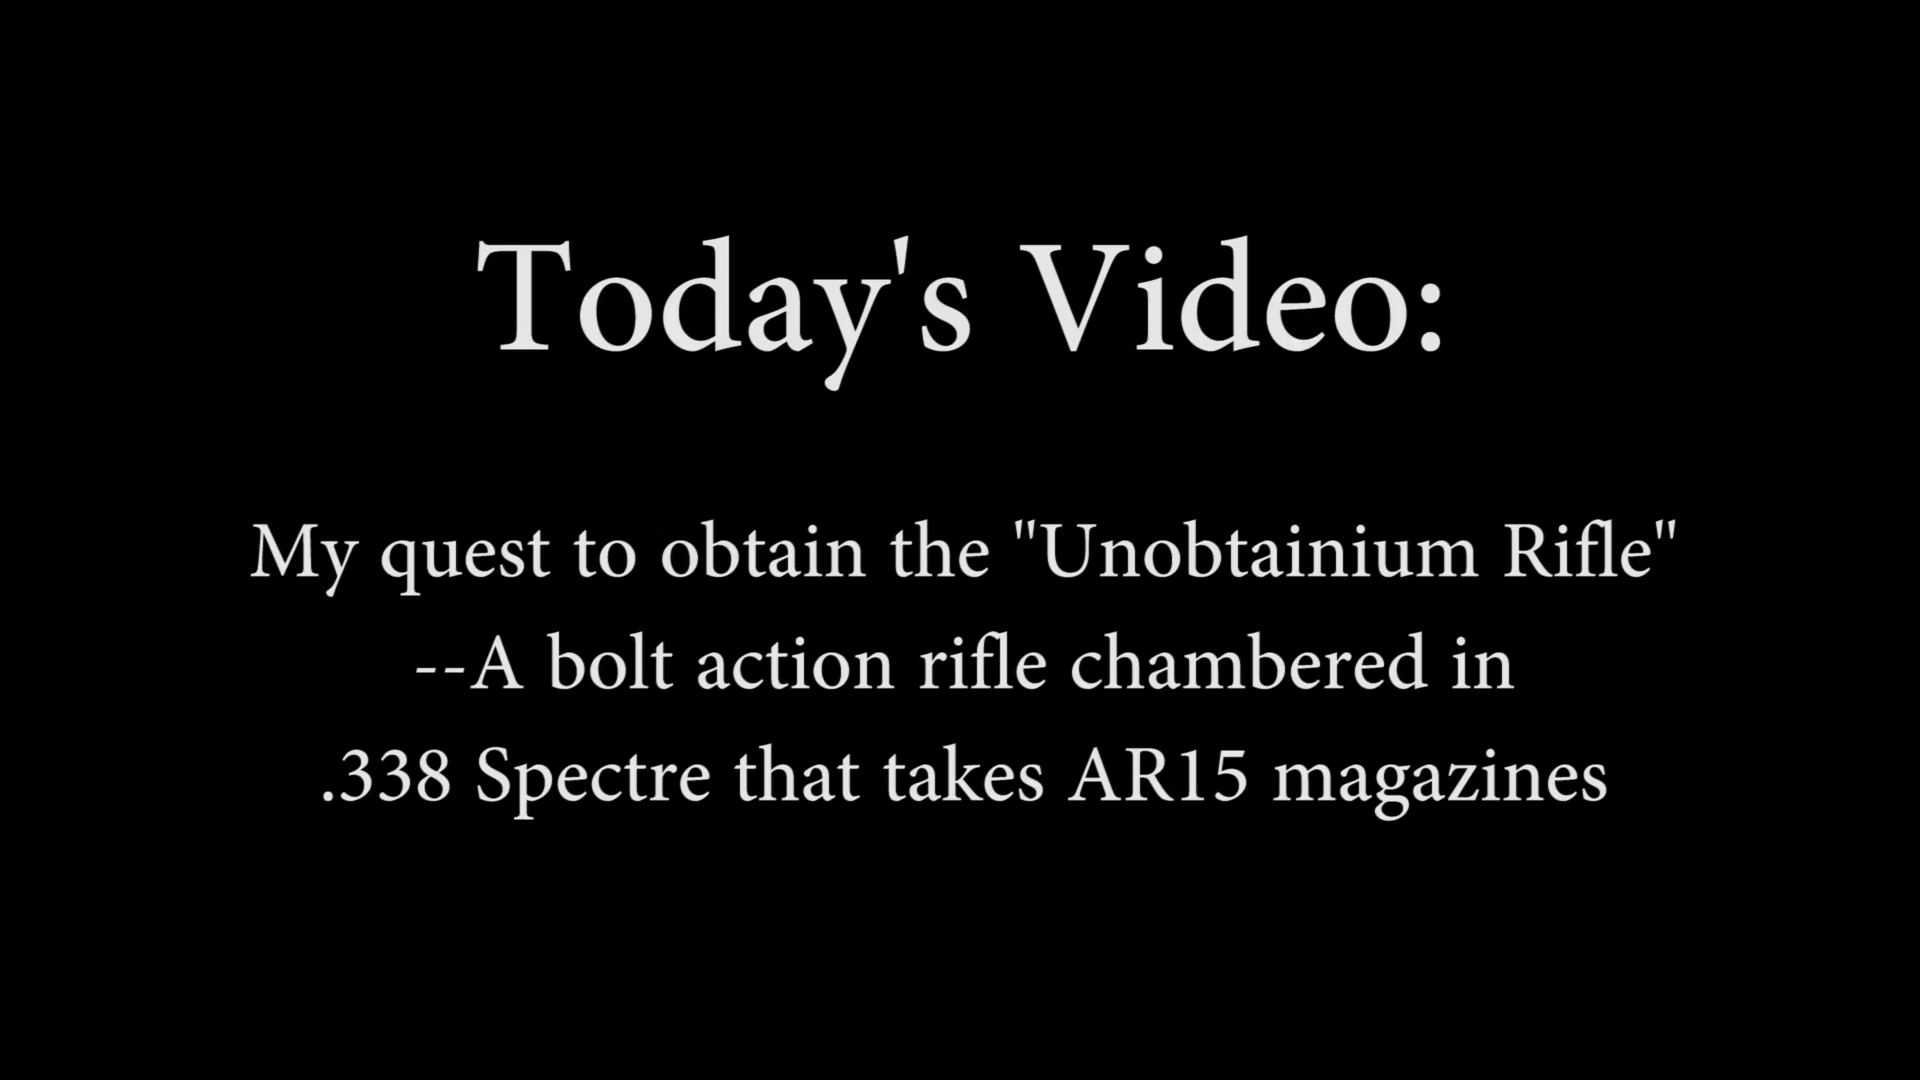 Today's Video:
My quest to obtain the "Unobtainium Rifle"
--A bolt action rifle chambered in
.338 Spectre that takes AR15 magazines